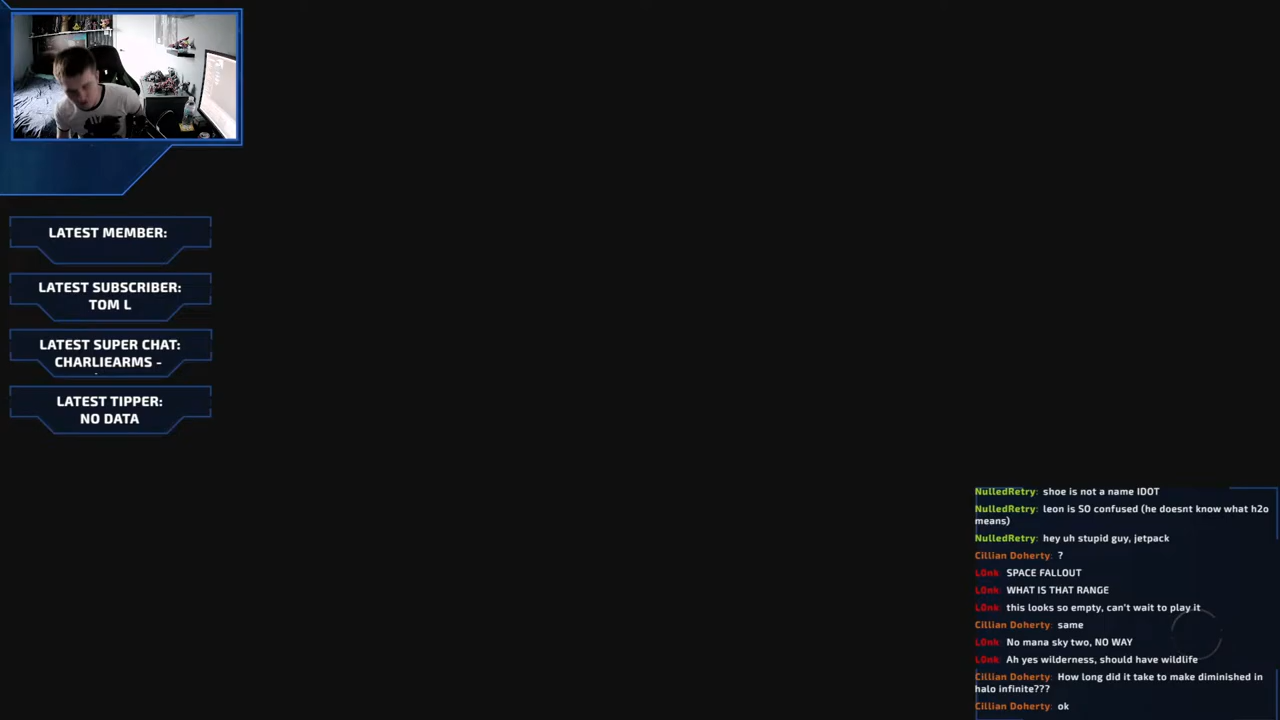 LATEST MEMBER:
LATEST SUBSCRIBER:
TOM L
LATEST SUPER CHAT:
CHARLIEARMS -
LATEST TIPPER:
NO DATA
NulledRetry: shoe is not a name IDOT
NulledRetry: leon is SO confused (he doesnt know what h2o
means)
NulledRetry: hey uh stupid guy, jetpack
Cillian Doherty: ?
L0nk: SPACE FALLOUT
L0nk: WHAT IS THAT RANGE
L0nk: this looks so empty, can't wait to play it
Cillian Doherty: same
L0nk: No mana sky two, NO WAY
L0nk: Ah yes wilderness, should have wildlife
Cillian Doherty: How long did it take to make diminished in
halo infinite???
Cillian Doherty: ok